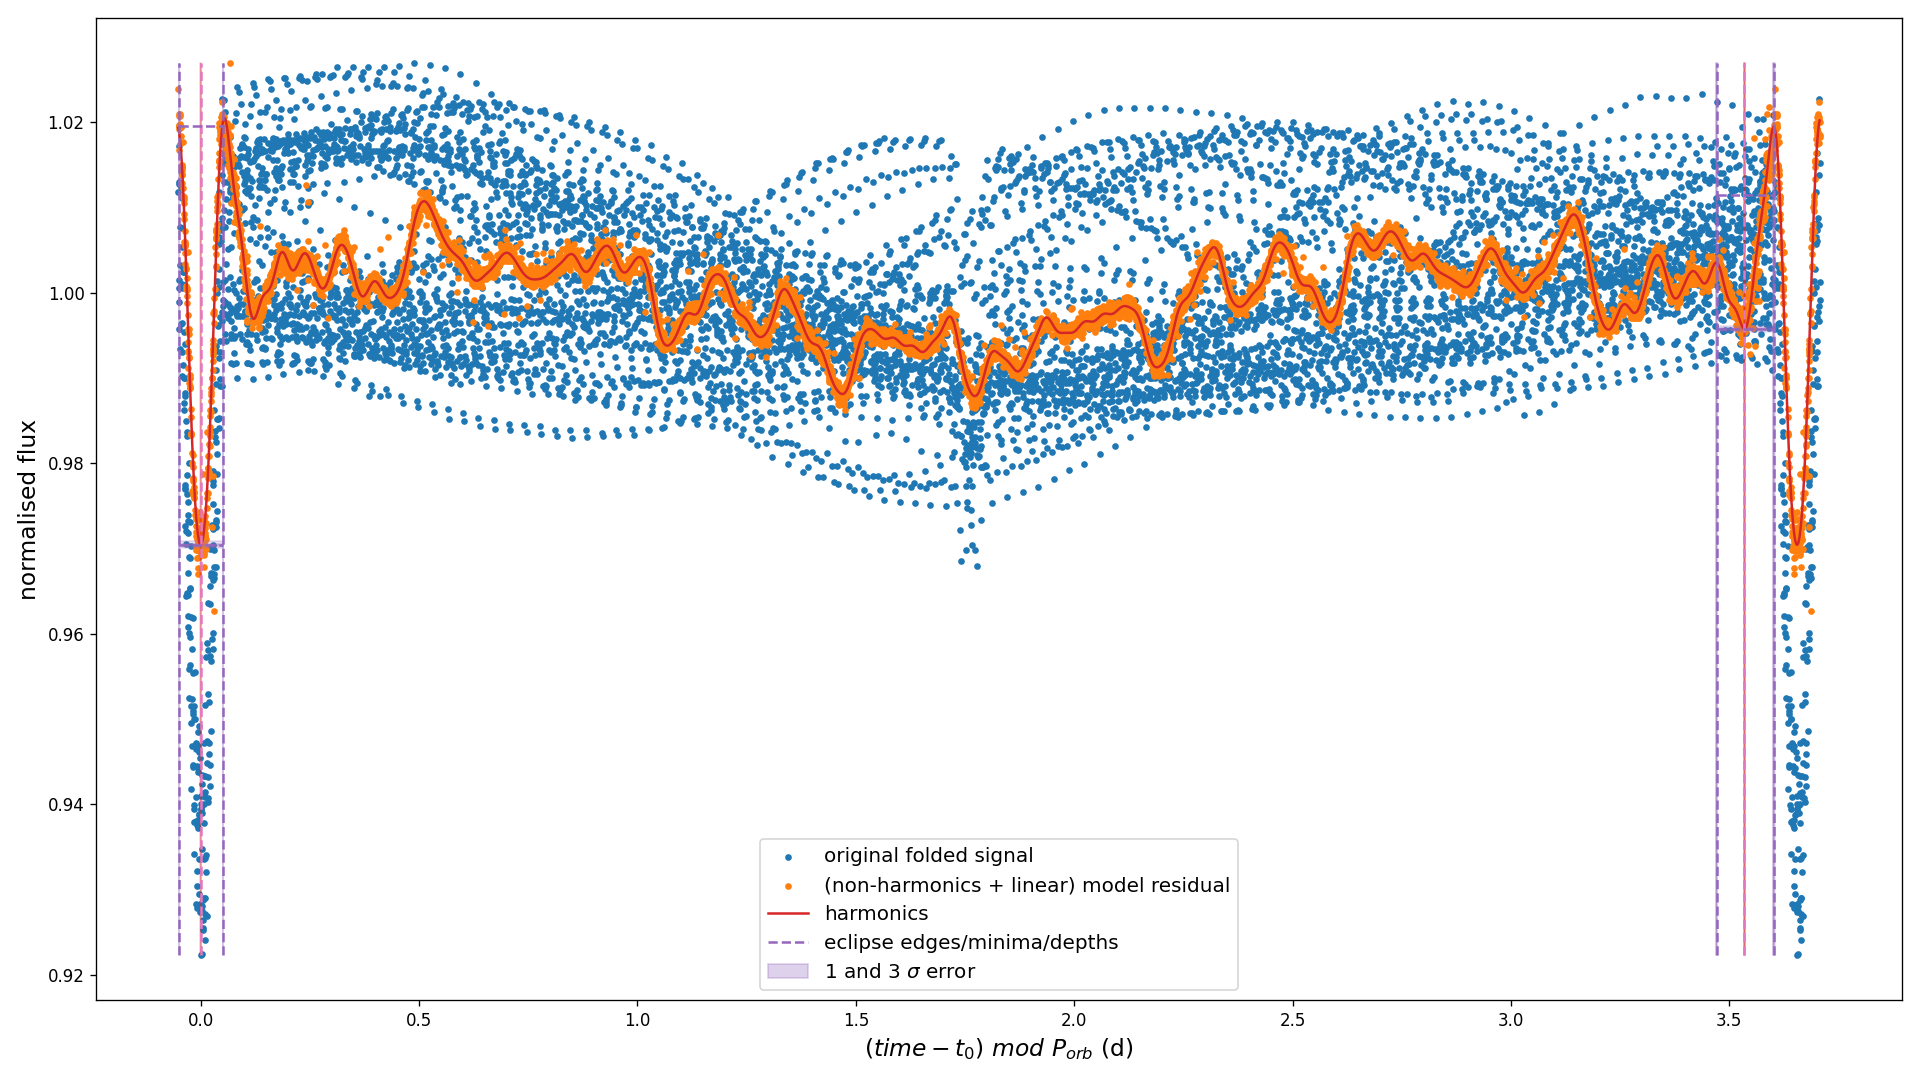 normalised flux
1.02
1.00
0.98
0.96
0.94
0.92
original folded signal
(non-harmonics + linear) model residual
harmonics
eclipse edges/minima/depths
1 and 3 σ error
0.0 0.5 1.0 1.5 2.0 2.5 3.0 3.5
(time − t₀) mod Pₒᵣb (d)